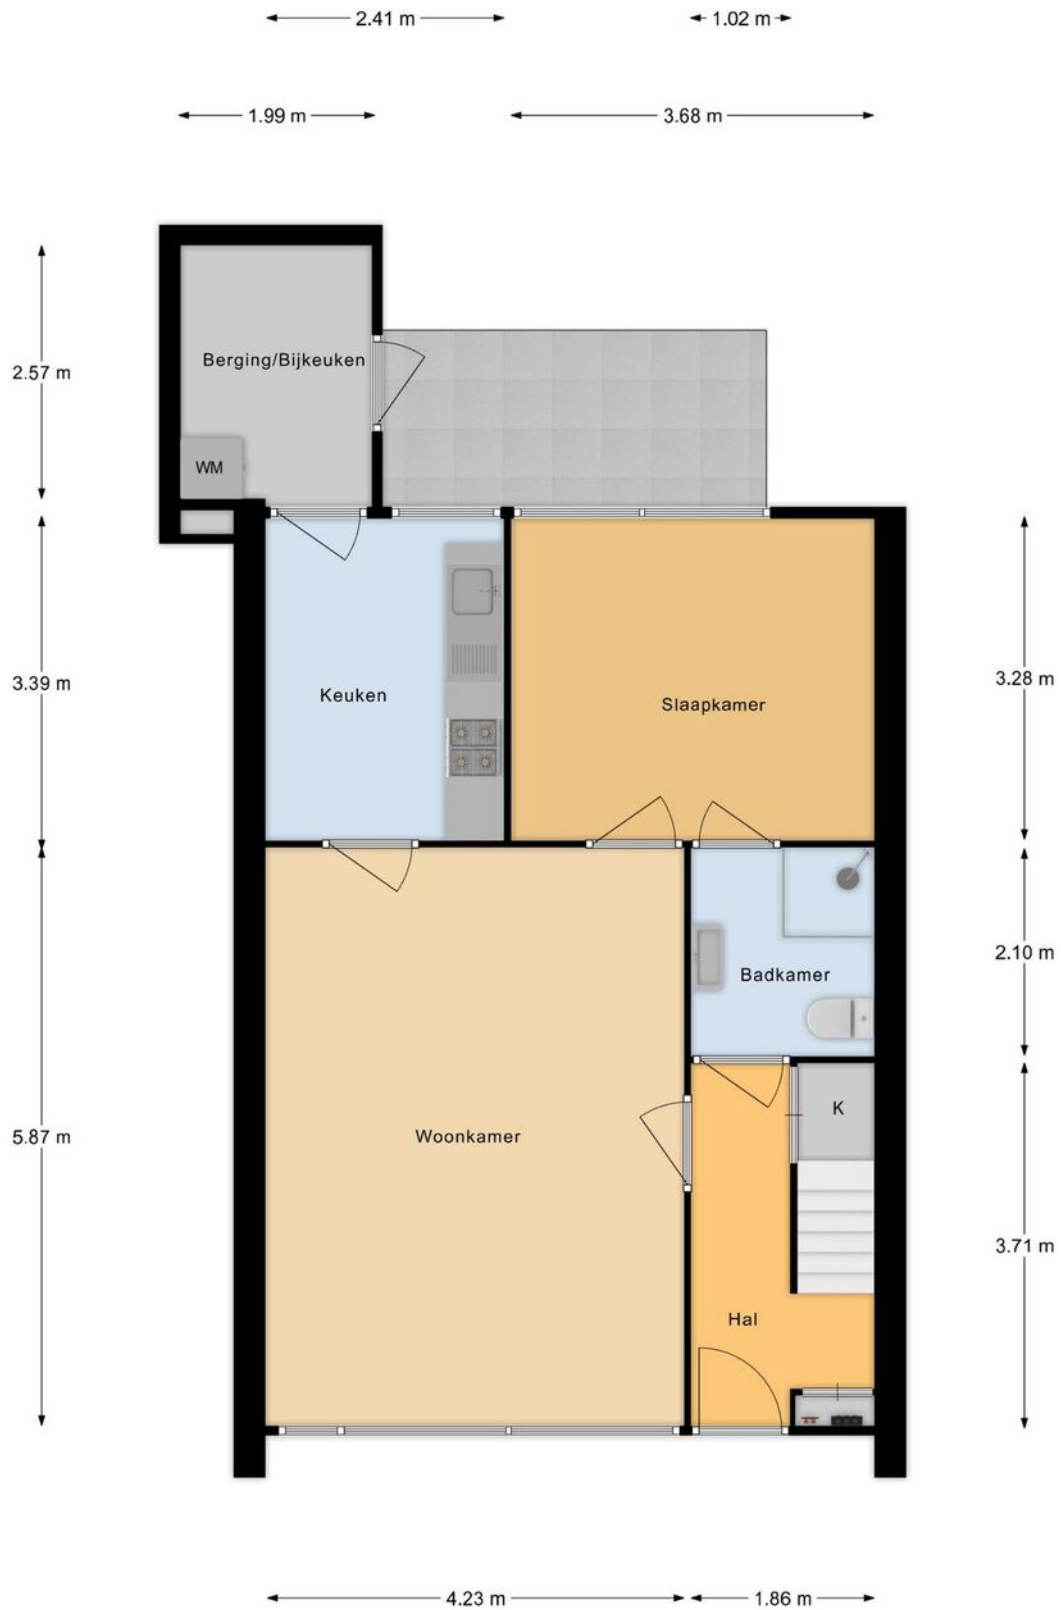 2.41 m
1.02 m
1.99 m
3.68 m
Berging/Bijkeuken
2.57 m
WM
3.39 m
Keuken
Slaapkamer
3.28 m
Badkamer
2.10 m
K
5.87 m
Woonkamer
3.71 m
Hal
4.23 m
1.86 m